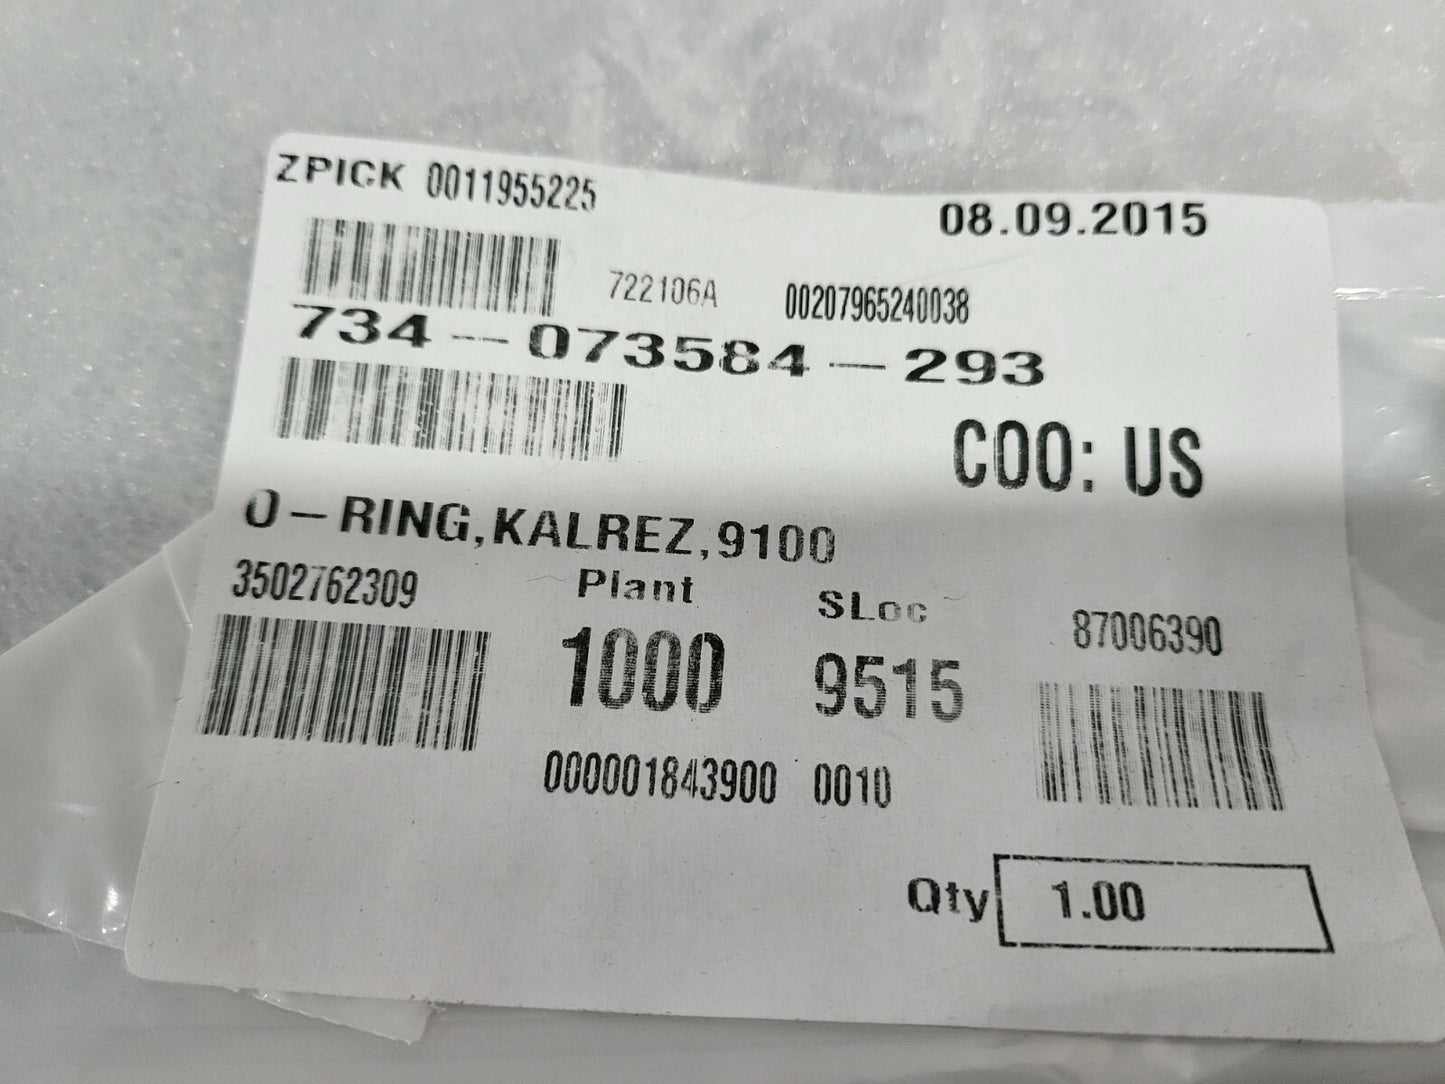 ZPICK 0011955225
08.09.2015
722106A 00207965240038
734-073584-293
COO: US
O-RING,KALREZ,9100
3502762309 Plant SLoc 87006390
1000 9515
000001843900 0010
Qty 1.00